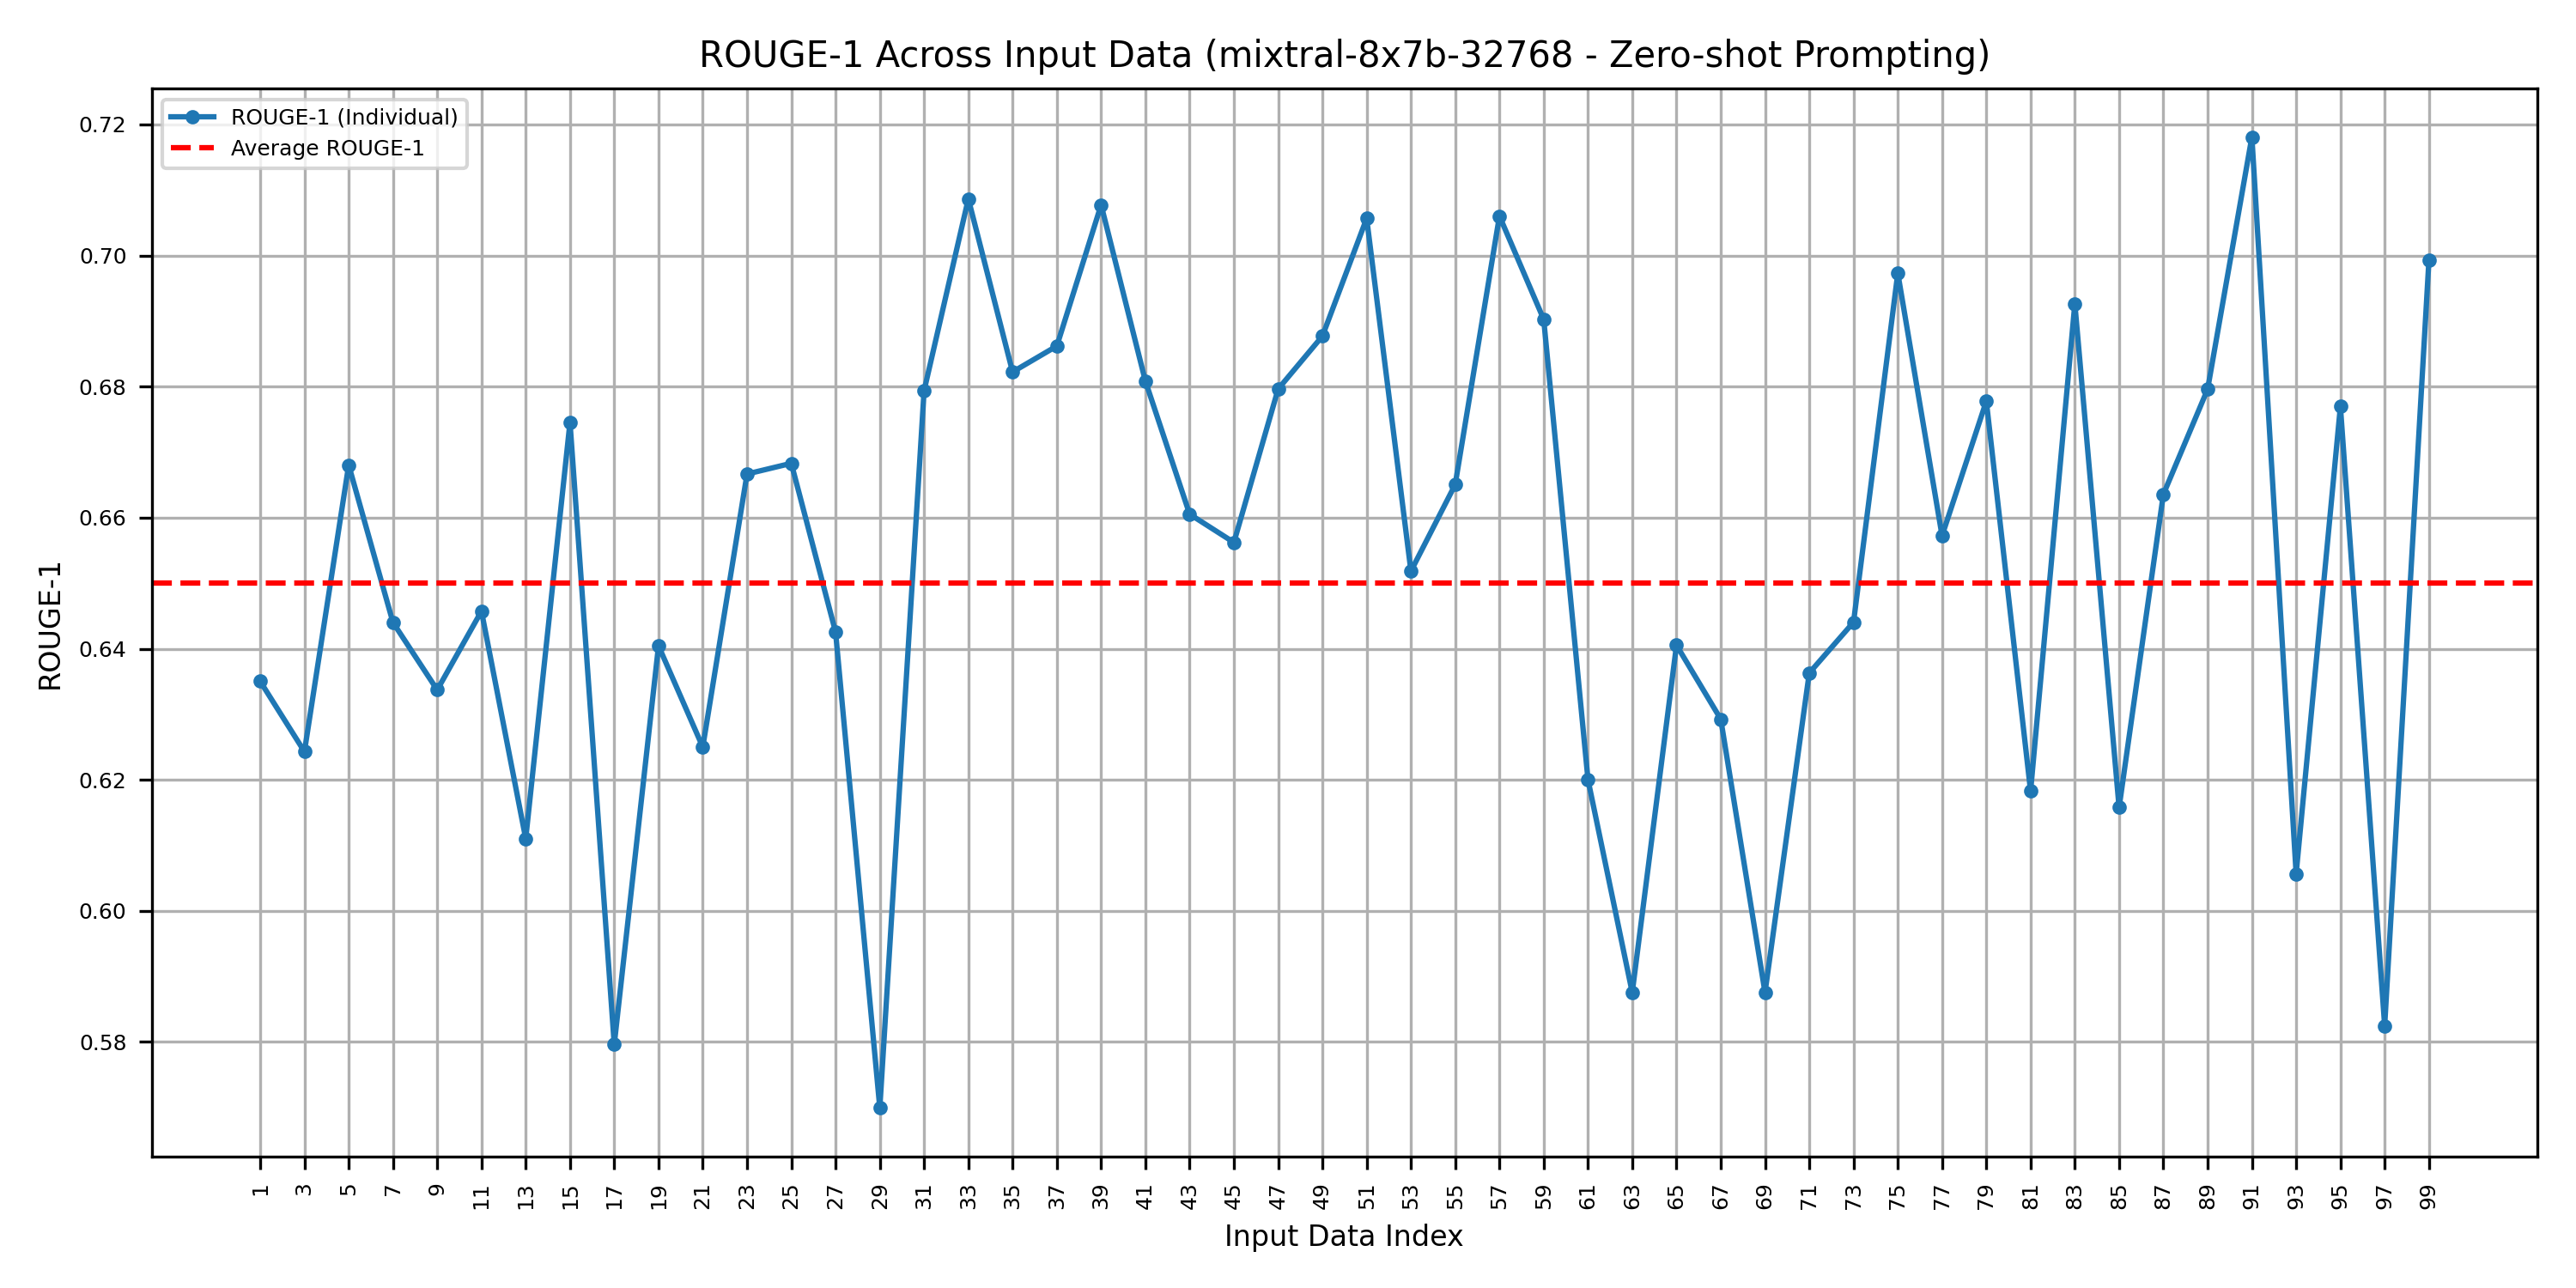 ROUGE-1 Across Input Data (mixtral-8x7b-32768 - Zero-shot Prompting)
ROUGE-1 (Individual)
Average ROUGE-1
0.72
0.70
0.68
0.66
0.64
0.62
0.60
0.58
ROUGE-1
1 3 5 7 9 11 13 15 17 19 21 23 25 27 29 31 33 35 37 39 41 43 45 47 49 51 53 55 57 59 61 63 65 67 69 71 73 75 77 79 81 83 85 87 89 91 93 95 97 99
Input Data Index